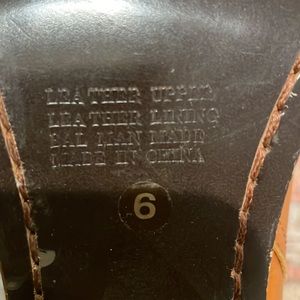 LEATHER UPPER
LEATHER LINING
BAL MAN MADE
MADE IN CHINA
6